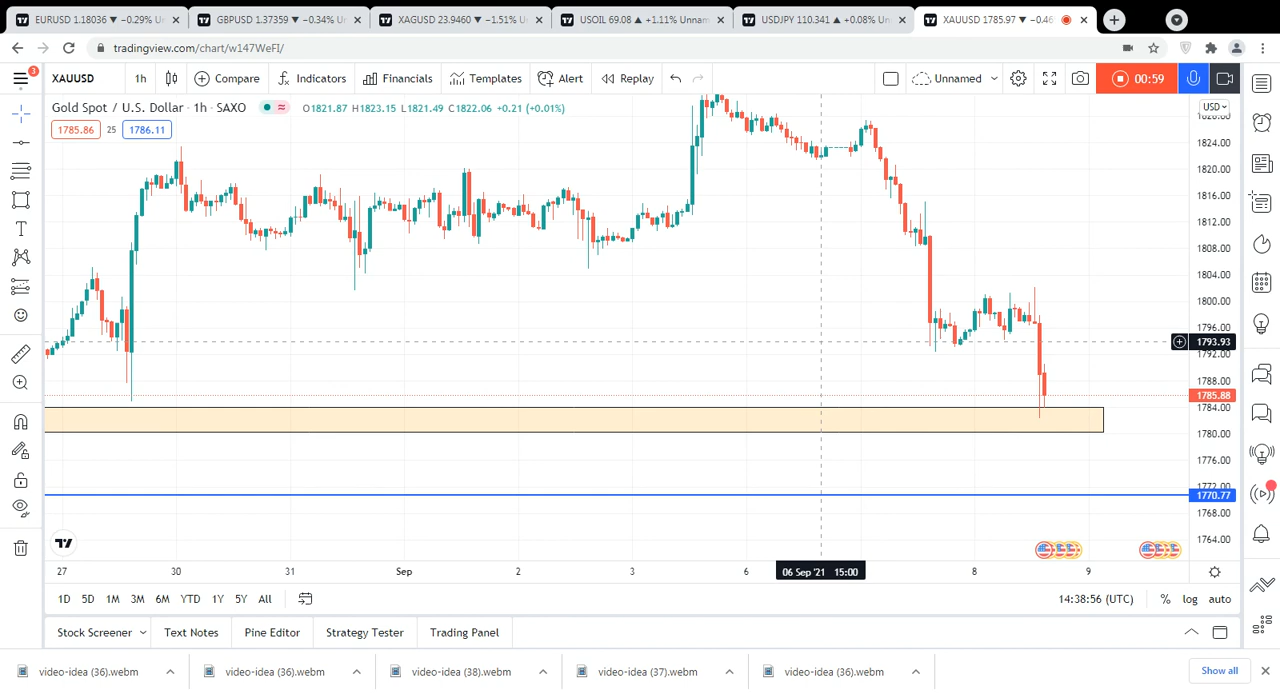 EURUSD 1.18036 ▼ −0.29% Un
GBPUSD 1.37359 ▼ −0.34% Un
XAGUSD 23.9460 ▼ −1.51% Un
USOIL 69.08 ▲ +1.11% Unnam
USDJPY 110.341 ▲ +0.08% Un
XAUUSD 1785.97 ▼ −0.46
tradingview.com/chart/w147WeFI/
3
XAUUSD
1h
Compare
Indicators
Financials
Templates
Alert
Replay
Unnamed
00:59
Gold Spot / U.S. Dollar · 1h · SAXO
O1821.87 H1823.15 L1821.49 C1822.06 +0.21 (+0.01%)
USD
1785.86 25 1786.11
1828.00
1824.00
1820.00
1816.00
1812.00
1808.00
1804.00
1800.00
1796.00
1793.93
1792.00
1788.00
1785.88
1784.00
1780.00
1776.00
1772.00
1770.77
1768.00
1764.00
27 30 31 Sep 2 3 6 06 Sep '21 15:00 8 9
1D 5D 1M 3M 6M YTD 1Y 5Y All
14:38:56 (UTC) % log auto
Stock Screener Text Notes Pine Editor Strategy Tester Trading Panel
video-idea (36).webm
video-idea (36).webm
video-idea (38).webm
video-idea (37).webm
video-idea (36).webm
Show all